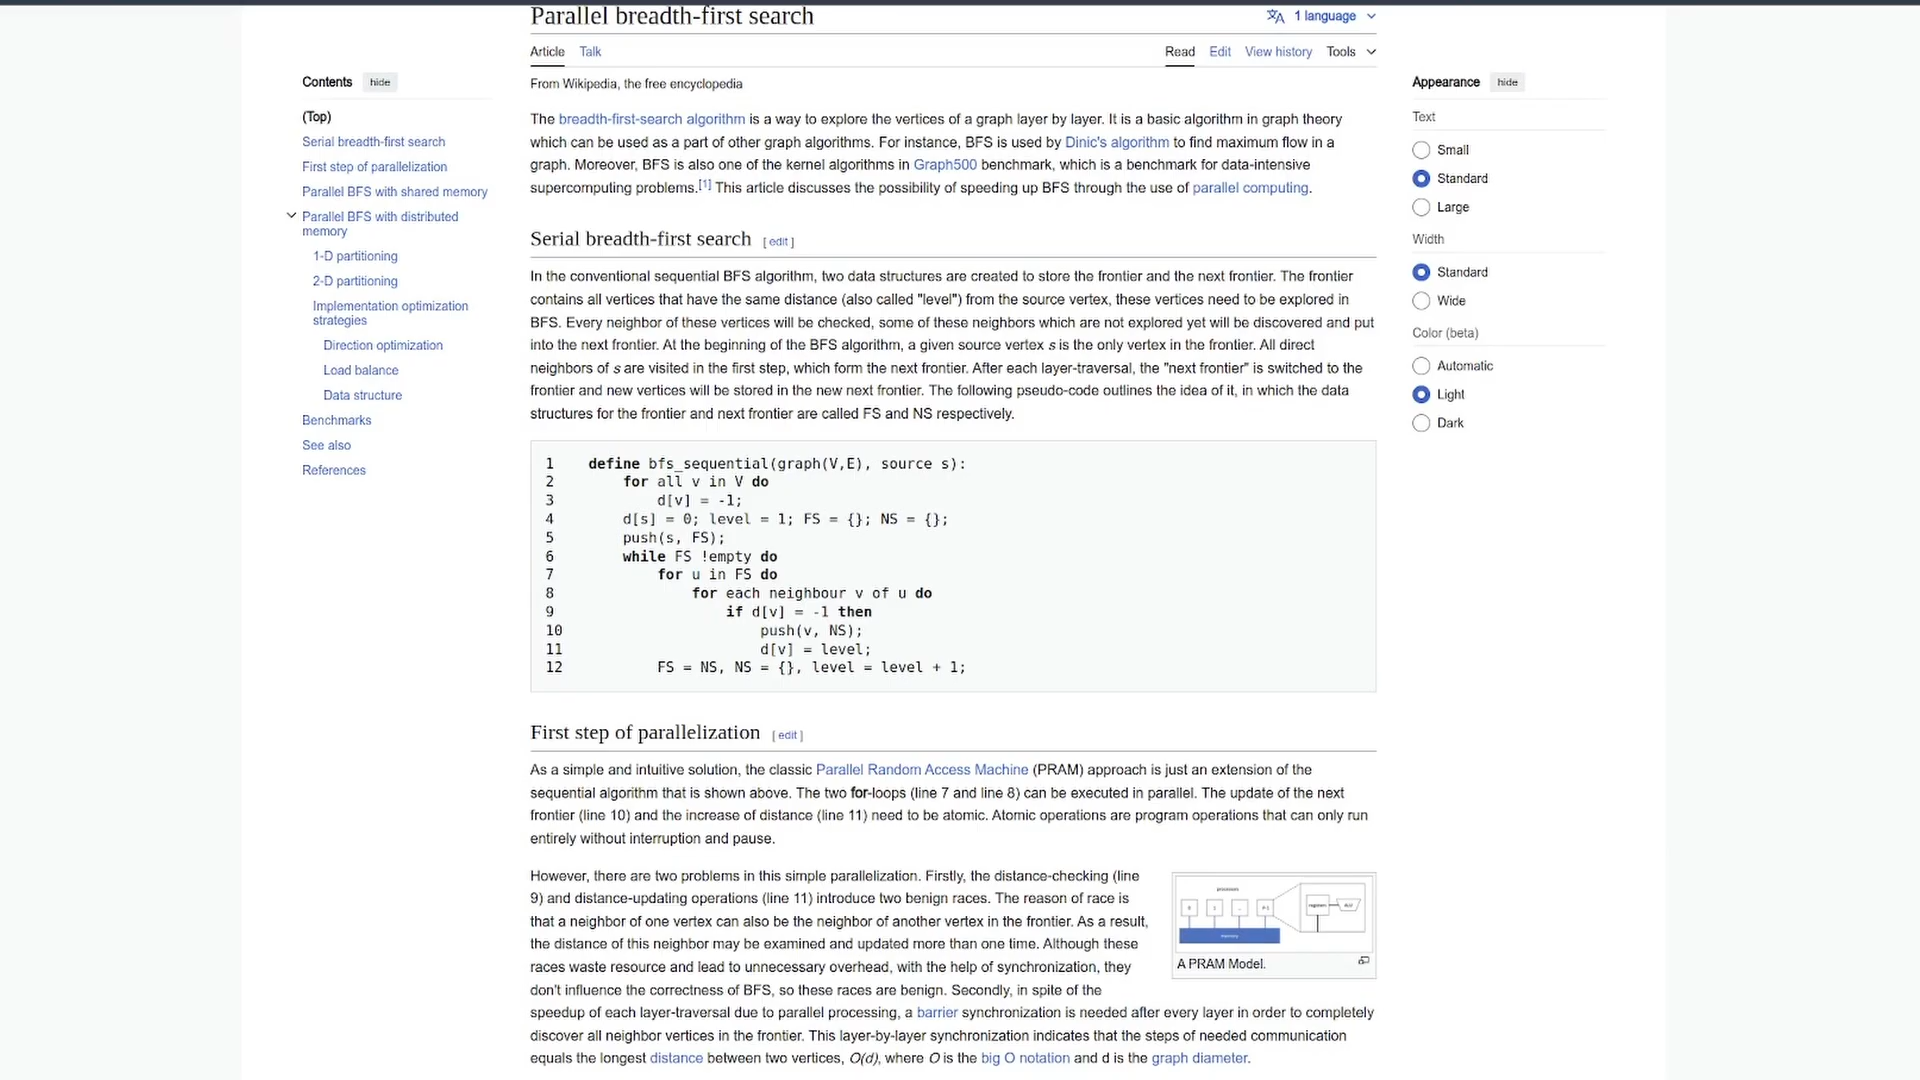 Parallel breadth-first search
1 language
Article Talk
Read Edit View history Tools
From Wikipedia, the free encyclopedia
Contents hide
(Top)
Serial breadth-first search
First step of parallelization
Parallel BFS with shared memory
Parallel BFS with distributed
memory
1-D partitioning
2-D partitioning
Implementation optimization
strategies
Direction optimization
Load balance
Data structure
Benchmarks
See also
References
The breadth-first-search algorithm is a way to explore the vertices of a graph layer by layer. It is a basic algorithm in graph theory
which can be used as a part of other graph algorithms. For instance, BFS is used by Dinic's algorithm to find maximum flow in a
graph. Moreover, BFS is also one of the kernel algorithms in Graph500 benchmark, which is a benchmark for data-intensive
supercomputing problems.[1] This article discusses the possibility of speeding up BFS through the use of parallel computing.
Serial breadth-first search [ edit ]
In the conventional sequential BFS algorithm, two data structures are created to store the frontier and the next frontier. The frontier
contains all vertices that have the same distance (also called "level") from the source vertex, these vertices need to be explored in
BFS. Every neighbor of these vertices will be checked, some of these neighbors which are not explored yet will be discovered and put
into the next frontier. At the beginning of the BFS algorithm, a given source vertex s is the only vertex in the frontier. All direct
neighbors of s are visited in the first step, which form the next frontier. After each layer-traversal, the "next frontier" is switched to the
frontier and new vertices will be stored in the new next frontier. The following pseudo-code outlines the idea of it, in which the data
structures for the frontier and next frontier are called FS and NS respectively.
1 define bfs_sequential(graph(V,E), source s):
2 for all v in V do
3 d[v] = -1;
4 d[s] = 0; level = 1; FS = {}; NS = {};
5 push(s, FS);
6 while FS !empty do
7 for u in FS do
8 for each neighbour v of u do
9 if d[v] = -1 then
10 push(v, NS);
11 d[v] = level;
12 FS = NS, NS = {}, level = level + 1;
First step of parallelization [ edit ]
As a simple and intuitive solution, the classic Parallel Random Access Machine (PRAM) approach is just an extension of the
sequential algorithm that is shown above. The two for-loops (line 7 and line 8) can be executed in parallel. The update of the next
frontier (line 10) and the increase of distance (line 11) need to be atomic. Atomic operations are program operations that can only run
entirely without interruption and pause.
However, there are two problems in this simple parallelization. Firstly, the distance-checking (line
9) and distance-updating operations (line 11) introduce two benign races. The reason of race is
that a neighbor of one vertex can also be the neighbor of another vertex in the frontier. As a result,
the distance of this neighbor may be examined and updated more than one time. Although these
races waste resource and lead to unnecessary overhead, with the help of synchronization, they
don't influence the correctness of BFS, so these races are benign. Secondly, in spite of the
speedup of each layer-traversal due to parallel processing, a barrier synchronization is needed after every layer in order to completely
discover all neighbor vertices in the frontier. This layer-by-layer synchronization indicates that the steps of needed communication
equals the longest distance between two vertices, O(d), where O is the big O notation and d is the graph diameter.
processors
0 1 P-1
registers ALU
memory
A PRAM Model.
Appearance hide
Text
Small
Standard
Large
Width
Standard
Wide
Color (beta)
Automatic
Light
Dark